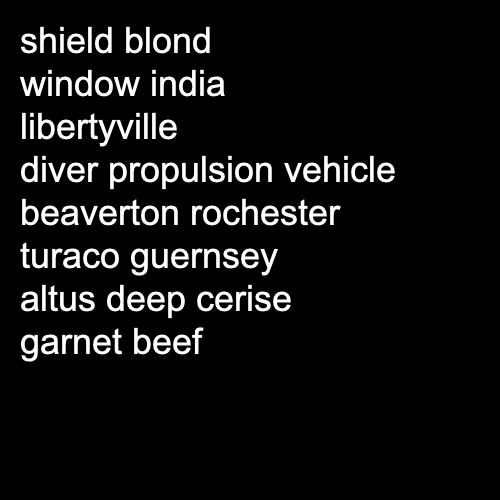 shield blond
window india
libertyville
diver propulsion vehicle
beaverton rochester
turaco guernsey
altus deep cerise
garnet beef